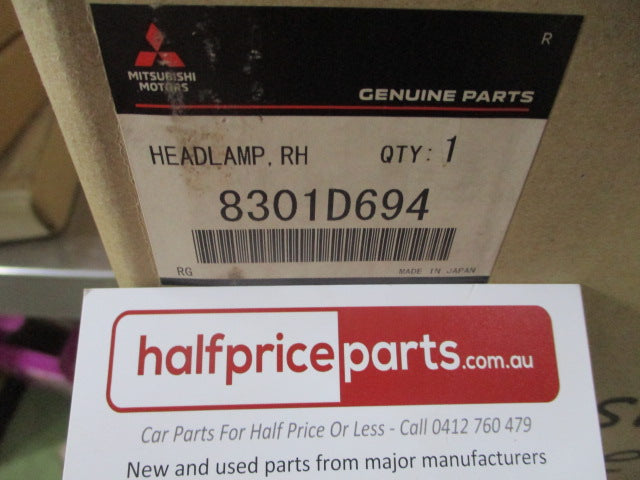 R
MITSUBISHI
MOTORS
GENUINE PARTS
HEADLAMP, RH QTY: 1
8301D694
RG MADE IN JAPAN
halfpriceparts.com.au
Car Parts For Half Price Or Less - Call 0412 760 479
New and used parts from major manufacturers